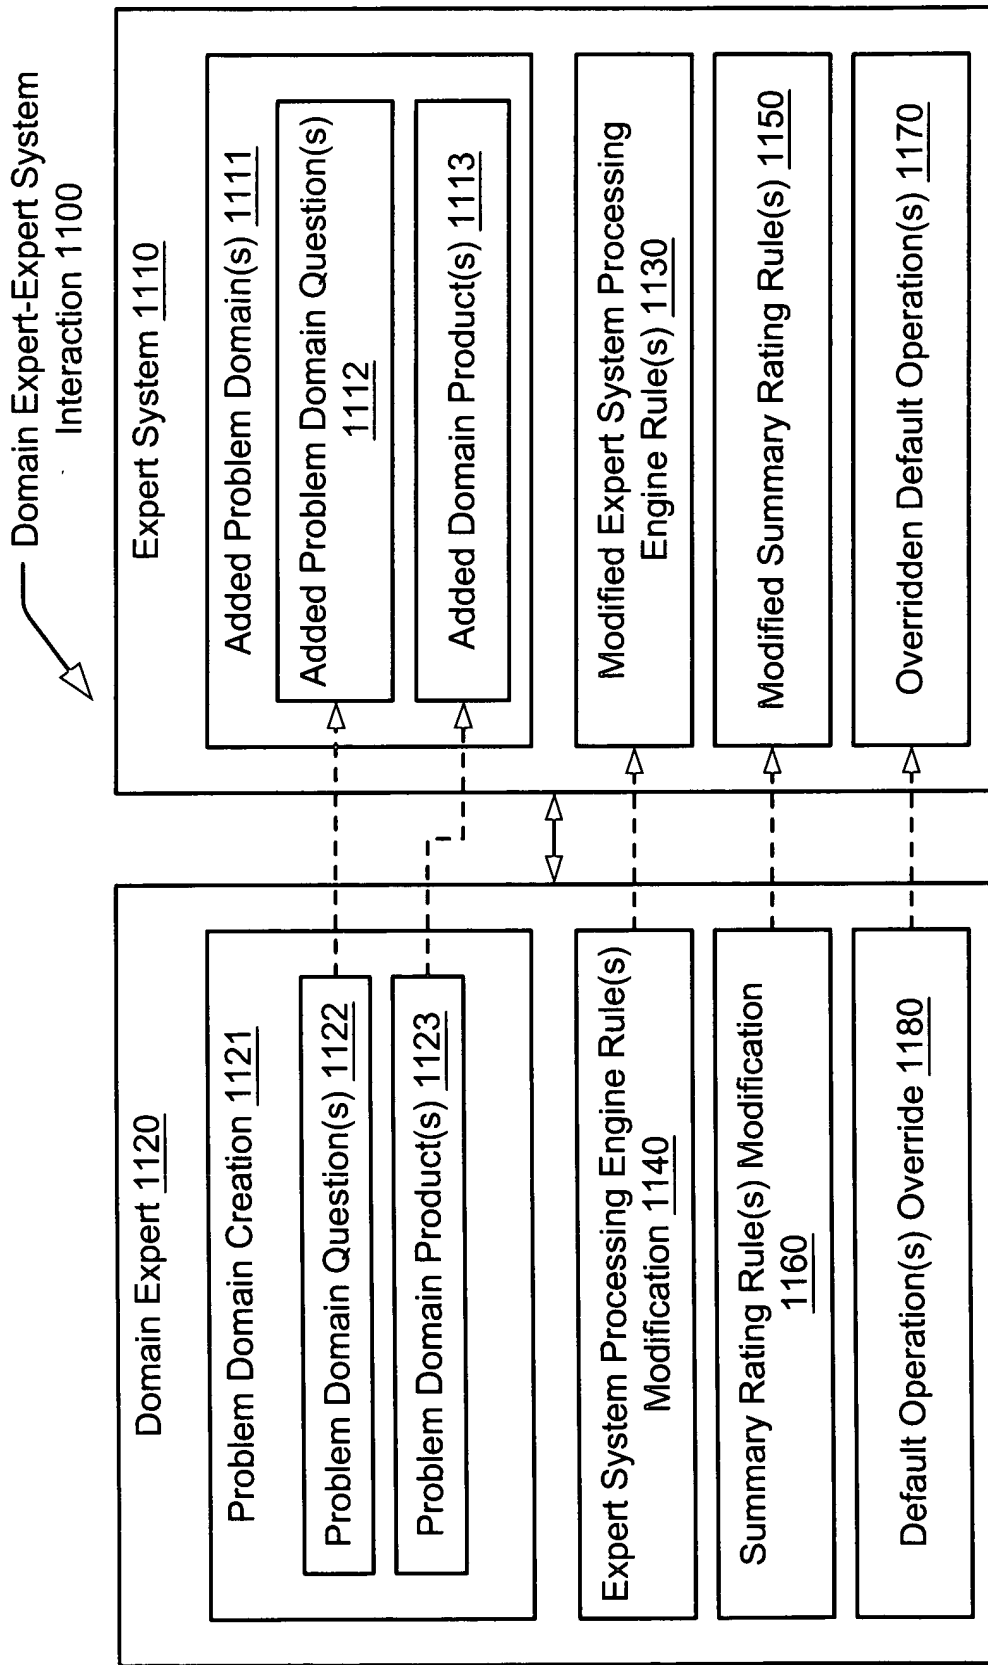 Domain Expert-Expert System
Interaction 1100
Domain Expert 1120
Problem Domain Creation 1121
Problem Domain Question(s) 1122
Problem Domain Product(s) 1123
Expert System Processing Engine Rule(s)
Modification 1140
Summary Rating Rule(s) Modification
1160
Default Operation(s) Override 1180
Expert System 1110
Added Problem Domain(s) 1111
Added Problem Domain Question(s)
1112
Added Domain Product(s) 1113
Modified Expert System Processing
Engine Rule(s) 1130
Modified Summary Rating Rule(s) 1150
Overridden Default Operation(s) 1170